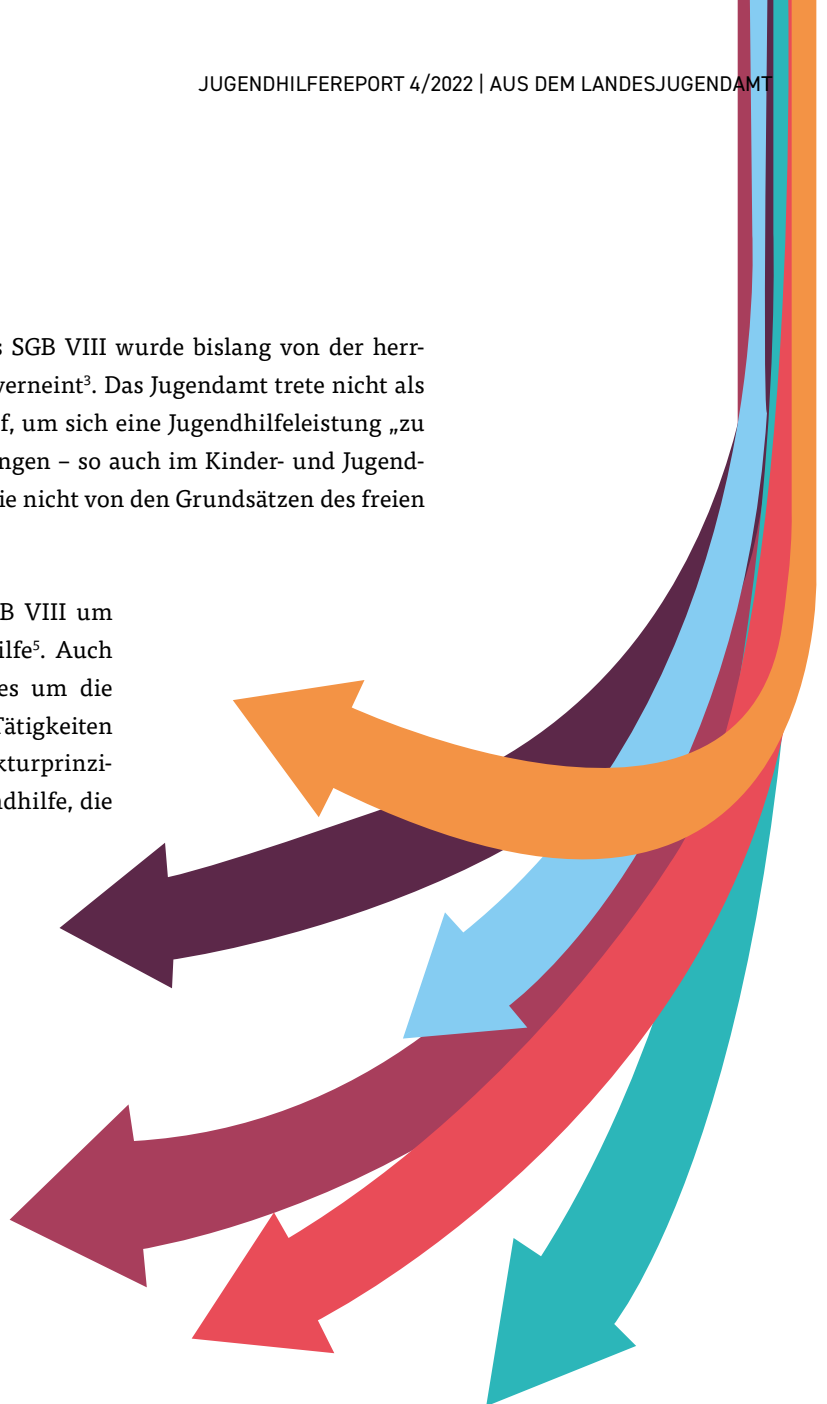 JUGENDHILFEREPORT 4/2022 | AUS DEM LANDESJUGENDAMT
s SGB VIII wurde bislang von der herr-
verneint³. Das Jugendamt trete nicht als
f, um sich eine Jugendhilfeleistung „zu
ngen – so auch im Kinder- und Jugend-
ie nicht von den Grundsätzen des freien
B VIII um
ilfe⁵. Auch
es um die
Tätigkeiten
kturprinzi-
ndhilfe, die